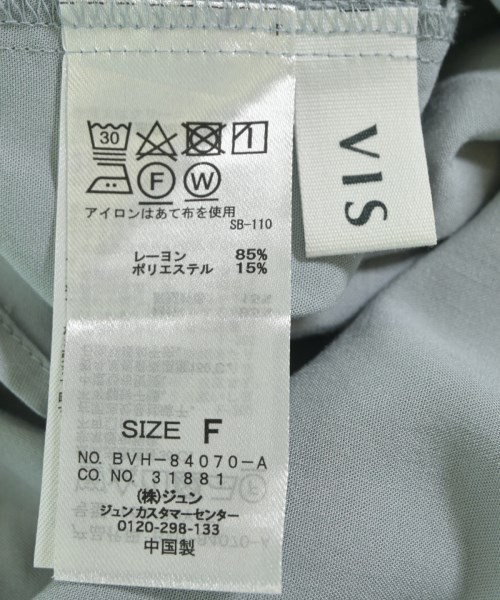 30
F W
アイロンはあて布を使用
SB-110
レーヨン 85%
ポリエステル 15%
SIZE F
NO. BVH-84070-A
CO. NO. 31881
(株)ジュン
ジュンカスタマーセンター
0120-298-133
中国製
VIS